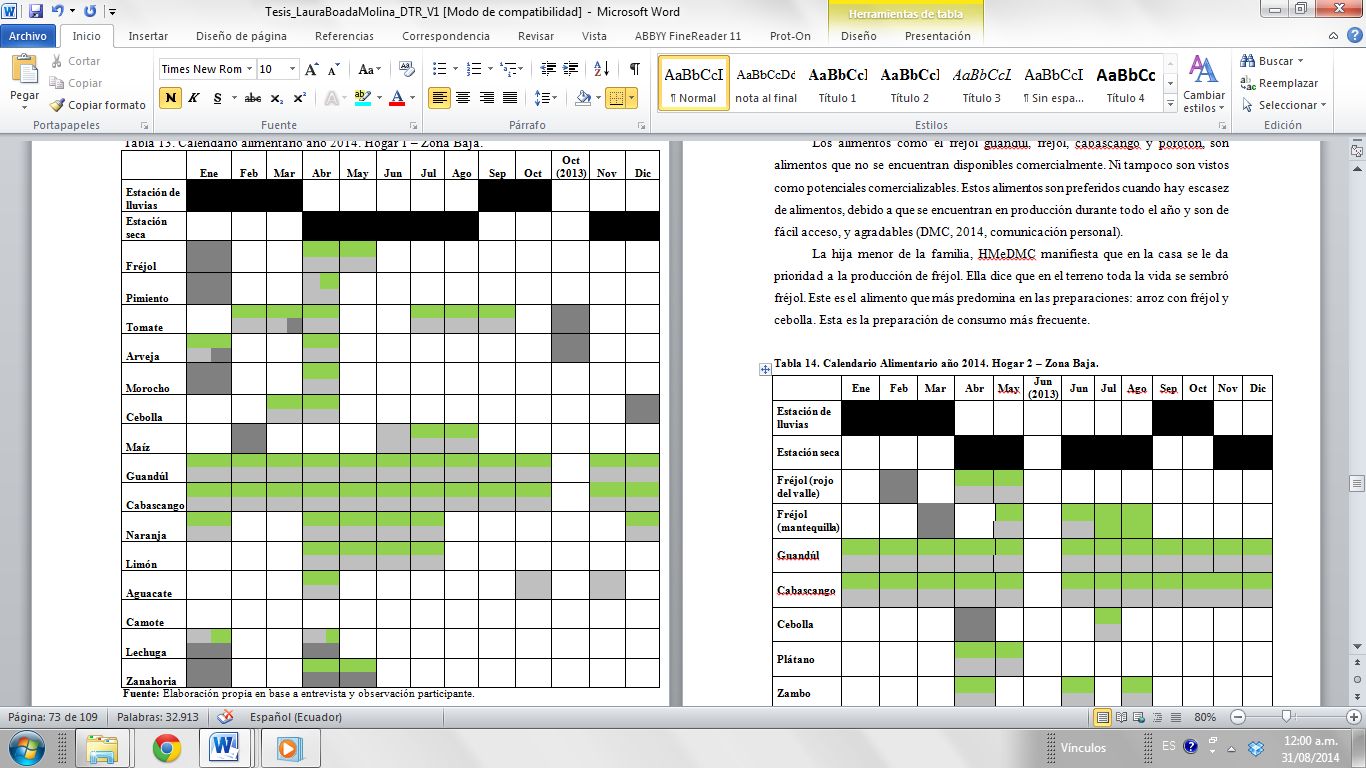 Tesis_LauraBoadaMolina_DTR_V1 [Modo de compatibilidad] - Microsoft Word
Herramientas de tabla
Archivo Inicio Insertar Diseño de página Referencias Correspondencia Revisar Vista ABBYY FineReader 11 Prot-On Diseño Presentación
Pegar
Cortar
Copiar
Copiar formato
Portapapeles
Times New Rom 10
Fuente
Párrafo
AaBbCcI AaBbCcDd AaBbCcI AaBbCcI AaBbCcI AaBbCcI AaBbCc
¶ Normal nota al final Título 1 Título 2 Título 3 ¶ Sin espa... Título 4
Estilos
Cambiar estilos
Buscar
Reemplazar
Seleccionar
Edición
Tabla 13. Calendario alimentario año 2014. Hogar 1 – Zona Baja.
Ene Feb Mar Abr May Jun Jul Ago Sep Oct Oct (2013) Nov Dic
Estación de lluvias
Estación seca
Fréjol
Pimiento
Tomate
Arveja
Morocho
Cebolla
Maíz
Guandúl
Cabascango
Naranja
Limón
Aguacate
Camote
Lechuga
Zanahoria
Fuente: Elaboración propia en base a entrevista y observación participante.
Los alimentos como el fréjol guandúl, fréjol, cabascango y porotón, son
alimentos que no se encuentran disponibles comercialmente. Ni tampoco son vistos
como potenciales comercializables. Estos alimentos son preferidos cuando hay escasez
de alimentos, debido a que se encuentran en producción durante todo el año y son de
fácil acceso, y agradables (DMC, 2014, comunicación personal).
La hija menor de la familia, HMeDMC manifiesta que en la casa se le da
prioridad a la producción de fréjol. Ella dice que en el terreno toda la vida se sembró
fréjol. Este es el alimento que más predomina en las preparaciones: arroz con fréjol y
cebolla. Esta es la preparación de consumo más frecuente.
Tabla 14. Calendario Alimentario año 2014. Hogar 2 – Zona Baja.
Ene Feb Mar Abr May Jun (2013) Jun Jul Ago Sep Oct Nov Dic
Estación de lluvias
Estación seca
Fréjol (rojo del valle)
Fréjol (mantequilla)
Guandúl
Cabascango
Cebolla
Plátano
Zambo
Página: 73 de 109 Palabras: 32.913 Español (Ecuador) 80%
Vínculos ES 12:00 a.m.
31/08/2014